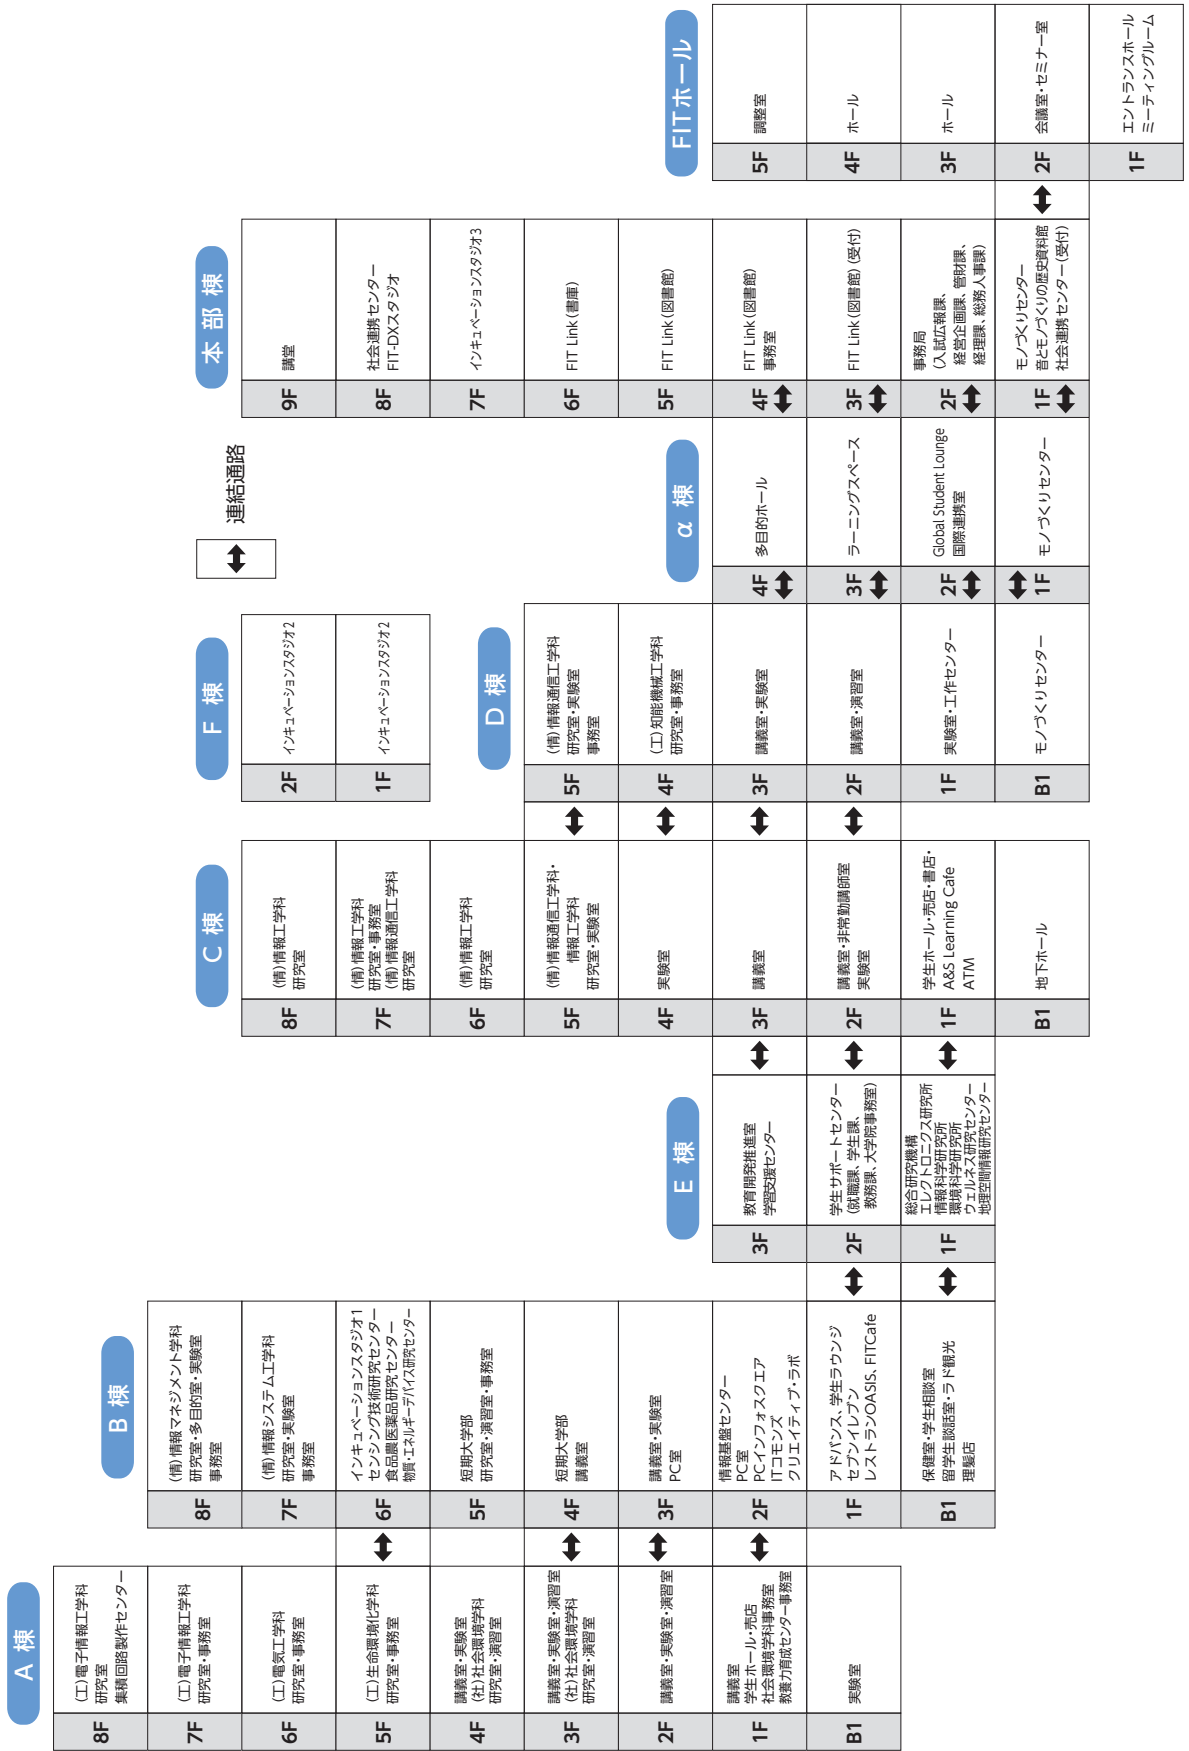 A 棟
8F
(工)電子情報工学科
研究室
集積回路製作センター
7F
(工)電子情報工学科
研究室・事務室
6F
(工)電気工学科
研究室・事務室
5F
(工)生命環境化学科
研究室・事務室
4F
講義室・実験室
(社)社会環境学科
研究室・演習室
3F
講義室・実験室・演習室
(社)社会環境学科
研究室・演習室
2F
講義室・実験室・演習室
1F
講義室
学生ホール・売店
社会環境学科事務室
教養力育成センター事務室
B1
実験室
B 棟
8F
(情)情報マネジメント学科
研究室・多目的室・実験室
事務室
7F
(情)情報システム工学科
研究室・実験室
事務室
6F
インキュベーションスタジオ1
センシング技術研究センター
食品農医薬品研究センター
物質・エネルギーデバイス研究センター
5F
短期大学部
研究室・演習室・事務室
4F
短期大学部
講義室
3F
講義室・実験室
PC室
2F
情報基盤センター
PC室
PCインフォスクエア
ITコモンズ
クリエイティブ・ラボ
1F
アドバンス、学生ラウンジ
セブンイレブン
レストランOASIS、FITCafe
B1
保健室・学生相談室
留学生談話室・ラド観光
理髪店
E 棟
3F
教育開発推進室
学習支援センター
2F
学生サポートセンター
(就職課、学生課、
教務課、大学院事務室)
1F
総合研究機構
エレクトロニクス研究所
情報科学研究所
環境科学研究所
ウェルネス研究センター
地理空間情報研究センター
C 棟
8F
(情)情報工学科
研究室
7F
(情)情報工学科
研究室・事務室
(情)情報通信工学科
研究室
6F
(情)情報工学科
研究室
5F
(情)情報通信工学科・
情報工学科
研究室・実験室
4F
実験室
3F
講義室
2F
講義室・非常勤講師室
実験室
1F
学生ホール・売店・書店・
A&S Learning Cafe
ATM
B1
地下ホール
F 棟
2F
インキュベーションスタジオ2
1F
インキュベーションスタジオ2
D 棟
5F
(情)情報通信工学科
研究室・実験室
事務室
4F
(工)知能機械工学科
研究室・事務室
3F
講義室・実験室
2F
講義室・演習室
1F
実験室・工作センター
B1
モノづくりセンター
連結通路
α 棟
4F
多目的ホール
3F
ラーニングスペース
2F
Global Student Lounge
国際連携室
1F
モノづくりセンター
本 部 棟
9F
講堂
8F
社会連携センター
FIT-DXスタジオ
7F
インキュベーションスタジオ3
6F
FIT Link(書庫)
5F
FIT Link(図書館)
4F
FIT Link(図書館)
事務室
3F
FIT Link(図書館)(受付)
2F
事務局
(入試広報課、
経営企画課、管財課、
経理課、総務人事課)
1F
モノづくりセンター
音とモノづくりの歴史資料館
社会連携センター(受付)
FITホール
5F
調整室
4F
ホール
3F
ホール
2F
会議室・セミナー室
1F
エントランスホール
ミーティングルーム